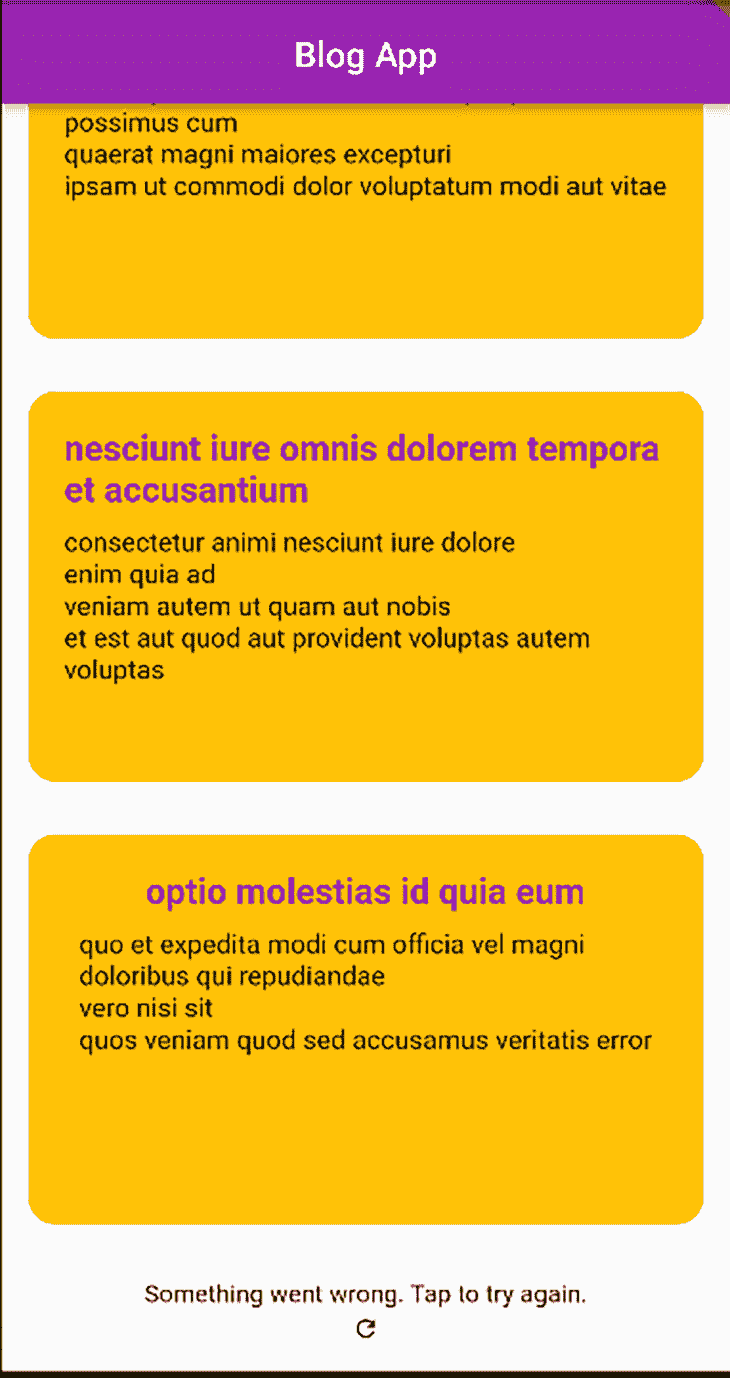 Blog App
possimus cum
quaerat magni maiores excepturi
ipsam ut commodi dolor voluptatum modi aut vitae
nesciunt iure omnis dolorem tempora
et accusantium
consectetur animi nesciunt iure dolore
enim quia ad
veniam autem ut quam aut nobis
et est aut quod aut provident voluptas autem
voluptas
optio molestias id quia eum
quo et expedita modi cum officia vel magni
doloribus qui repudiandae
vero nisi sit
quos veniam quod sed accusamus veritatis error
Something went wrong. Tap to try again.